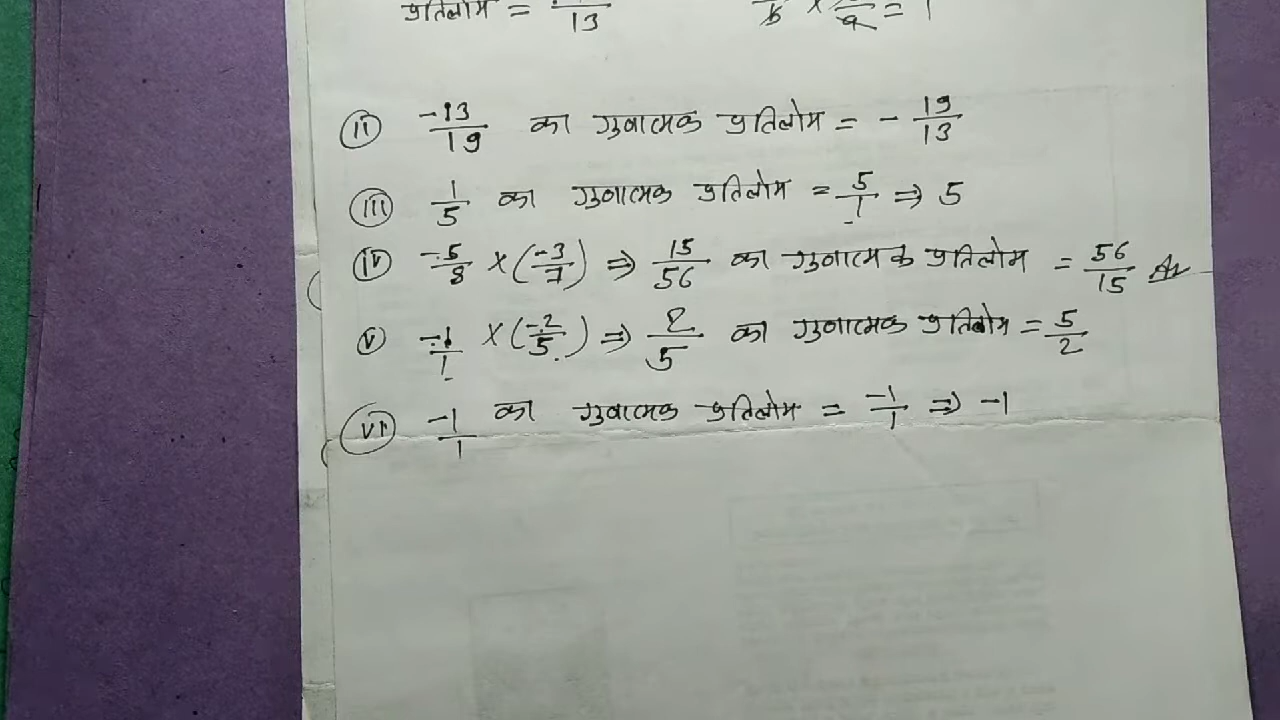 प्रतिलोम = /13 × = 1
(ii) -13/19 का गुणात्मक प्रतिलोम = - 19/13
(iii) 1/5 का गुणात्मक प्रतिलोम = 5/1 ⇒ 5
(iv) -5/8 × (-3/7) ⇒ 15/56 का गुणात्मक प्रतिलोम = 56/15 Ans
(v) -1/1 × (-2/5) ⇒ 2/5 का गुणात्मक प्रतिलोम = 5/2
(vi) -1/1 का गुणात्मक प्रतिलोम = -1/1 ⇒ -1